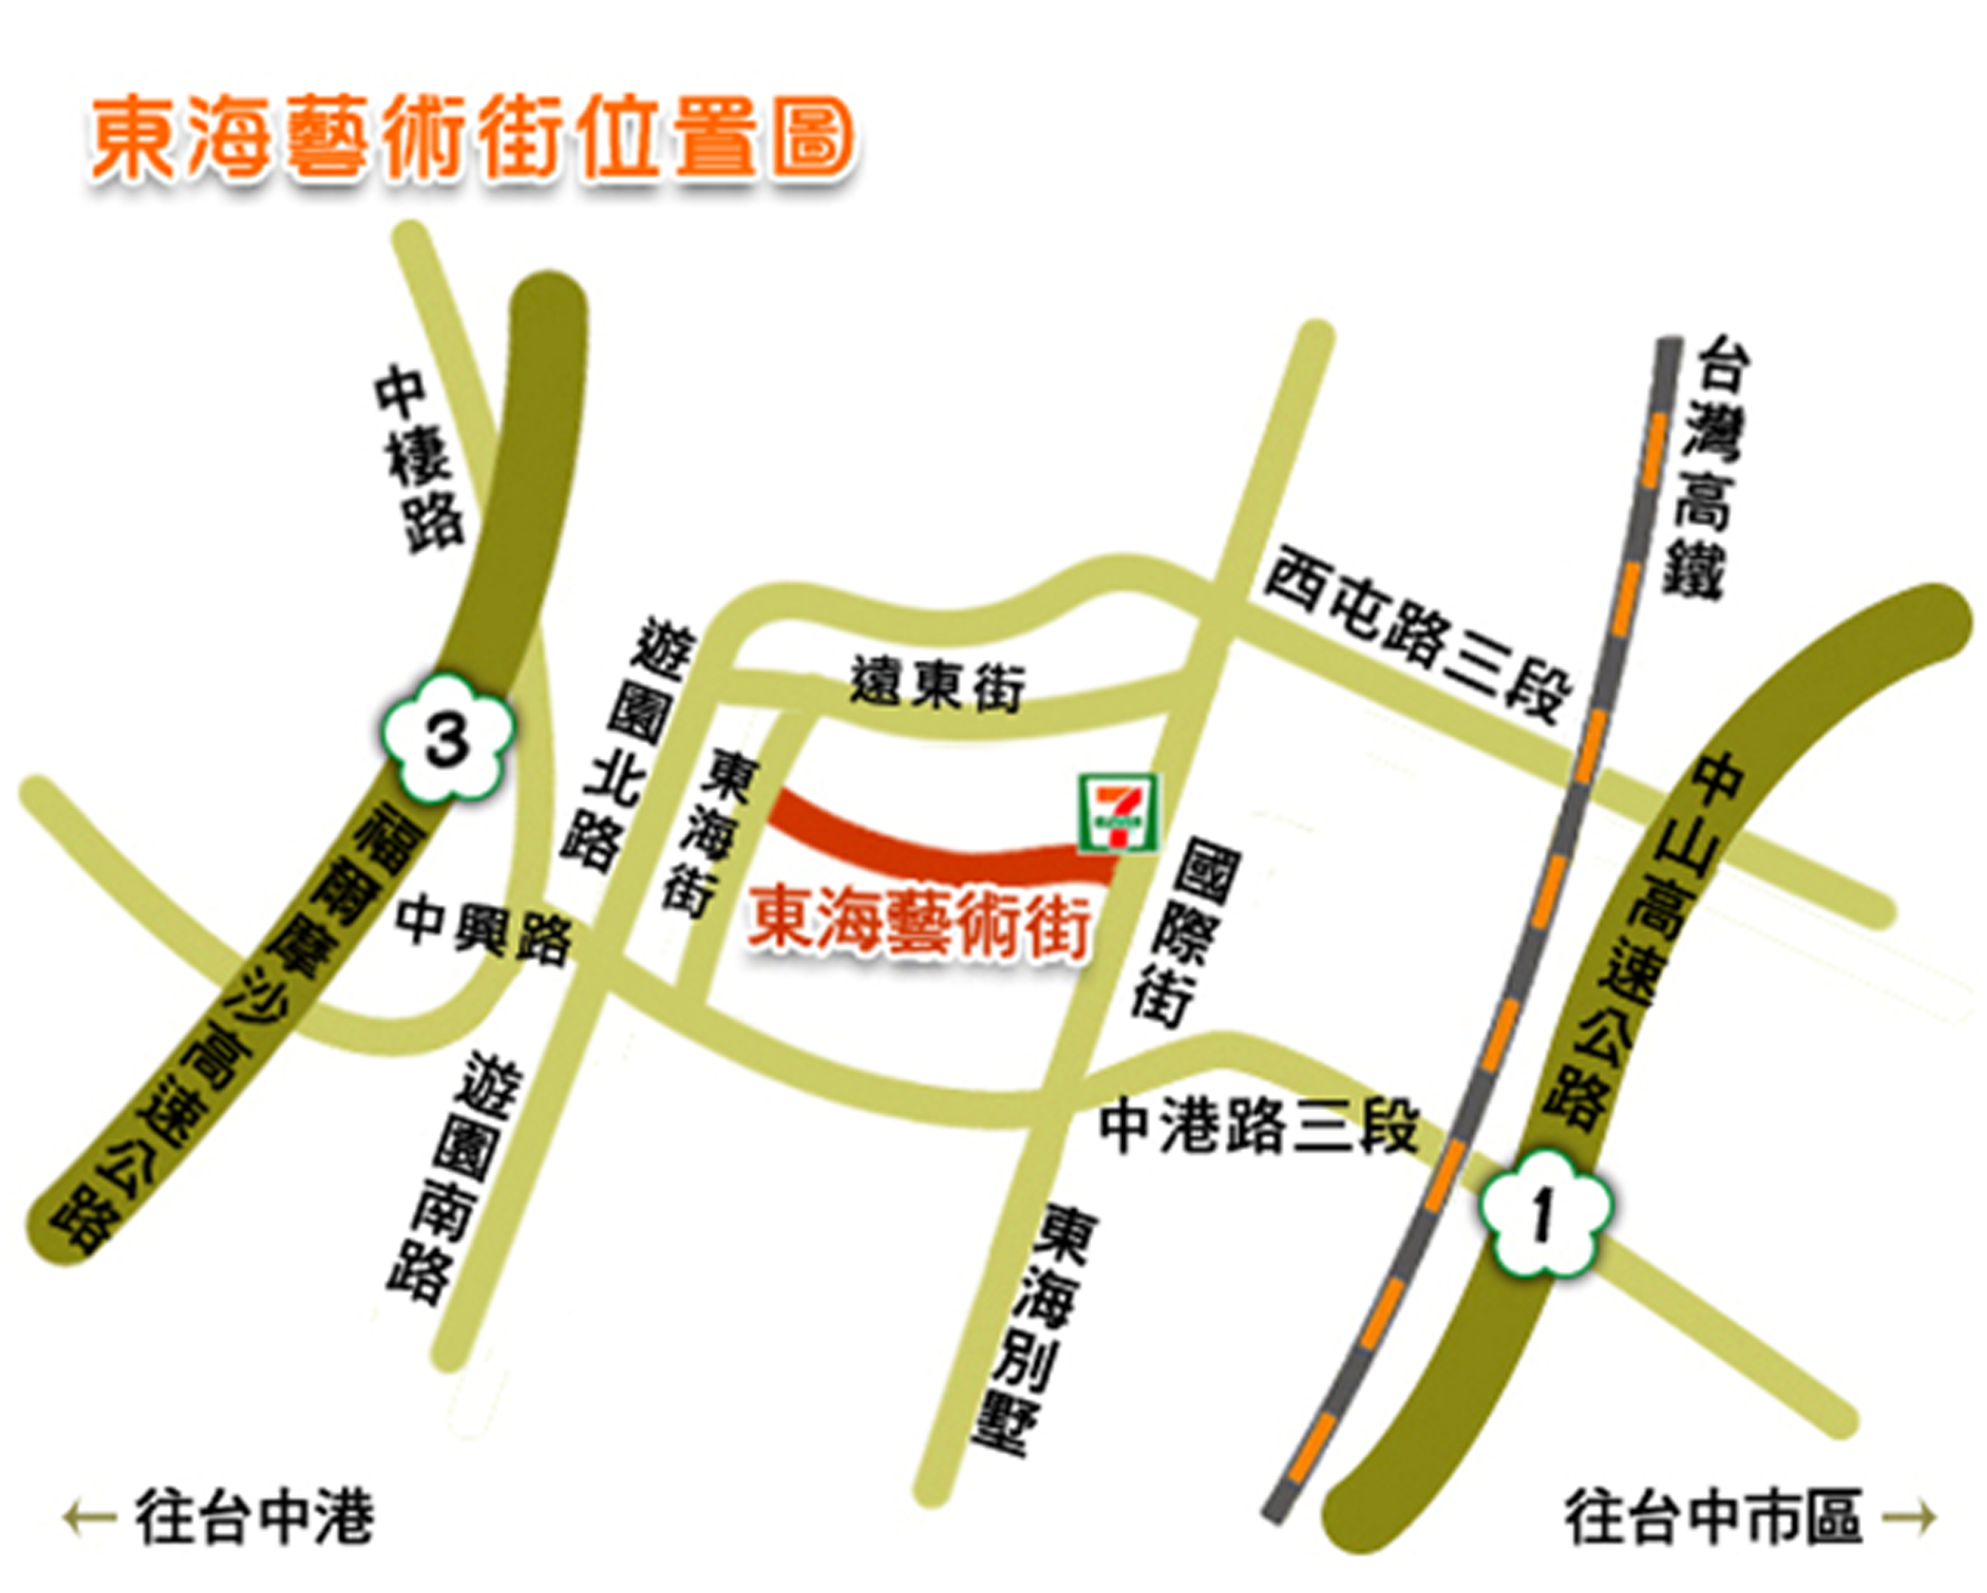 東海藝術街位置圖
中棲路
台灣高鐵
西屯路三段
遊園北路
遠東街
3
東海街
7
中山高速公路
福爾摩沙高速公路
中興路
東海藝術街
國際街
遊園南路
中港路三段
1
東海別墅
← 往台中港
往台中市區 →